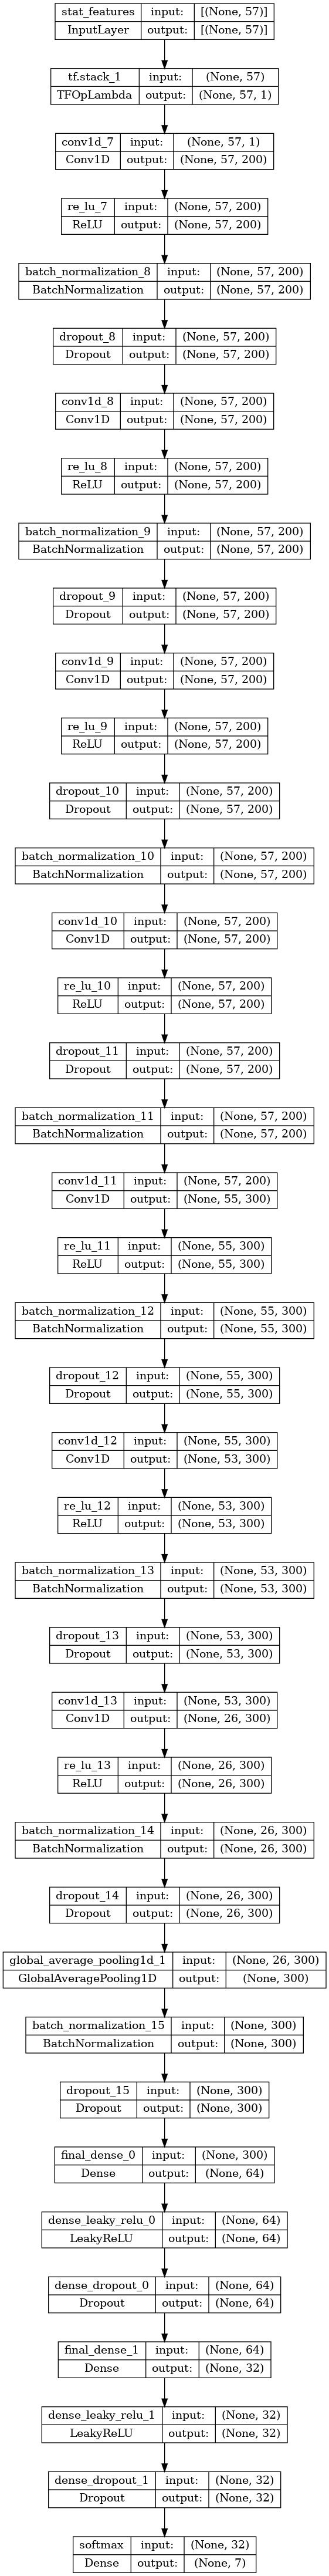 stat_features input: [(None, 57)]
InputLayer output: [(None, 57)]
tf.stack_1 input: (None, 57)
TFOpLambda output: (None, 57, 1)
conv1d_7 input: (None, 57, 1)
Conv1D output: (None, 57, 200)
re_lu_7 input: (None, 57, 200)
ReLU output: (None, 57, 200)
batch_normalization_8 input: (None, 57, 200)
BatchNormalization output: (None, 57, 200)
dropout_8 input: (None, 57, 200)
Dropout output: (None, 57, 200)
conv1d_8 input: (None, 57, 200)
Conv1D output: (None, 57, 200)
re_lu_8 input: (None, 57, 200)
ReLU output: (None, 57, 200)
batch_normalization_9 input: (None, 57, 200)
BatchNormalization output: (None, 57, 200)
dropout_9 input: (None, 57, 200)
Dropout output: (None, 57, 200)
conv1d_9 input: (None, 57, 200)
Conv1D output: (None, 57, 200)
re_lu_9 input: (None, 57, 200)
ReLU output: (None, 57, 200)
dropout_10 input: (None, 57, 200)
Dropout output: (None, 57, 200)
batch_normalization_10 input: (None, 57, 200)
BatchNormalization output: (None, 57, 200)
conv1d_10 input: (None, 57, 200)
Conv1D output: (None, 57, 200)
re_lu_10 input: (None, 57, 200)
ReLU output: (None, 57, 200)
dropout_11 input: (None, 57, 200)
Dropout output: (None, 57, 200)
batch_normalization_11 input: (None, 57, 200)
BatchNormalization output: (None, 57, 200)
conv1d_11 input: (None, 57, 200)
Conv1D output: (None, 55, 300)
re_lu_11 input: (None, 55, 300)
ReLU output: (None, 55, 300)
batch_normalization_12 input: (None, 55, 300)
BatchNormalization output: (None, 55, 300)
dropout_12 input: (None, 55, 300)
Dropout output: (None, 55, 300)
conv1d_12 input: (None, 55, 300)
Conv1D output: (None, 53, 300)
re_lu_12 input: (None, 53, 300)
ReLU output: (None, 53, 300)
batch_normalization_13 input: (None, 53, 300)
BatchNormalization output: (None, 53, 300)
dropout_13 input: (None, 53, 300)
Dropout output: (None, 53, 300)
conv1d_13 input: (None, 53, 300)
Conv1D output: (None, 26, 300)
re_lu_13 input: (None, 26, 300)
ReLU output: (None, 26, 300)
batch_normalization_14 input: (None, 26, 300)
BatchNormalization output: (None, 26, 300)
dropout_14 input: (None, 26, 300)
Dropout output: (None, 26, 300)
global_average_pooling1d_1 input: (None, 26, 300)
GlobalAveragePooling1D output: (None, 300)
batch_normalization_15 input: (None, 300)
BatchNormalization output: (None, 300)
dropout_15 input: (None, 300)
Dropout output: (None, 300)
final_dense_0 input: (None, 300)
Dense output: (None, 64)
dense_leaky_relu_0 input: (None, 64)
LeakyReLU output: (None, 64)
dense_dropout_0 input: (None, 64)
Dropout output: (None, 64)
final_dense_1 input: (None, 64)
Dense output: (None, 32)
dense_leaky_relu_1 input: (None, 32)
LeakyReLU output: (None, 32)
dense_dropout_1 input: (None, 32)
Dropout output: (None, 32)
softmax input: (None, 32)
Dense output: (None, 7)